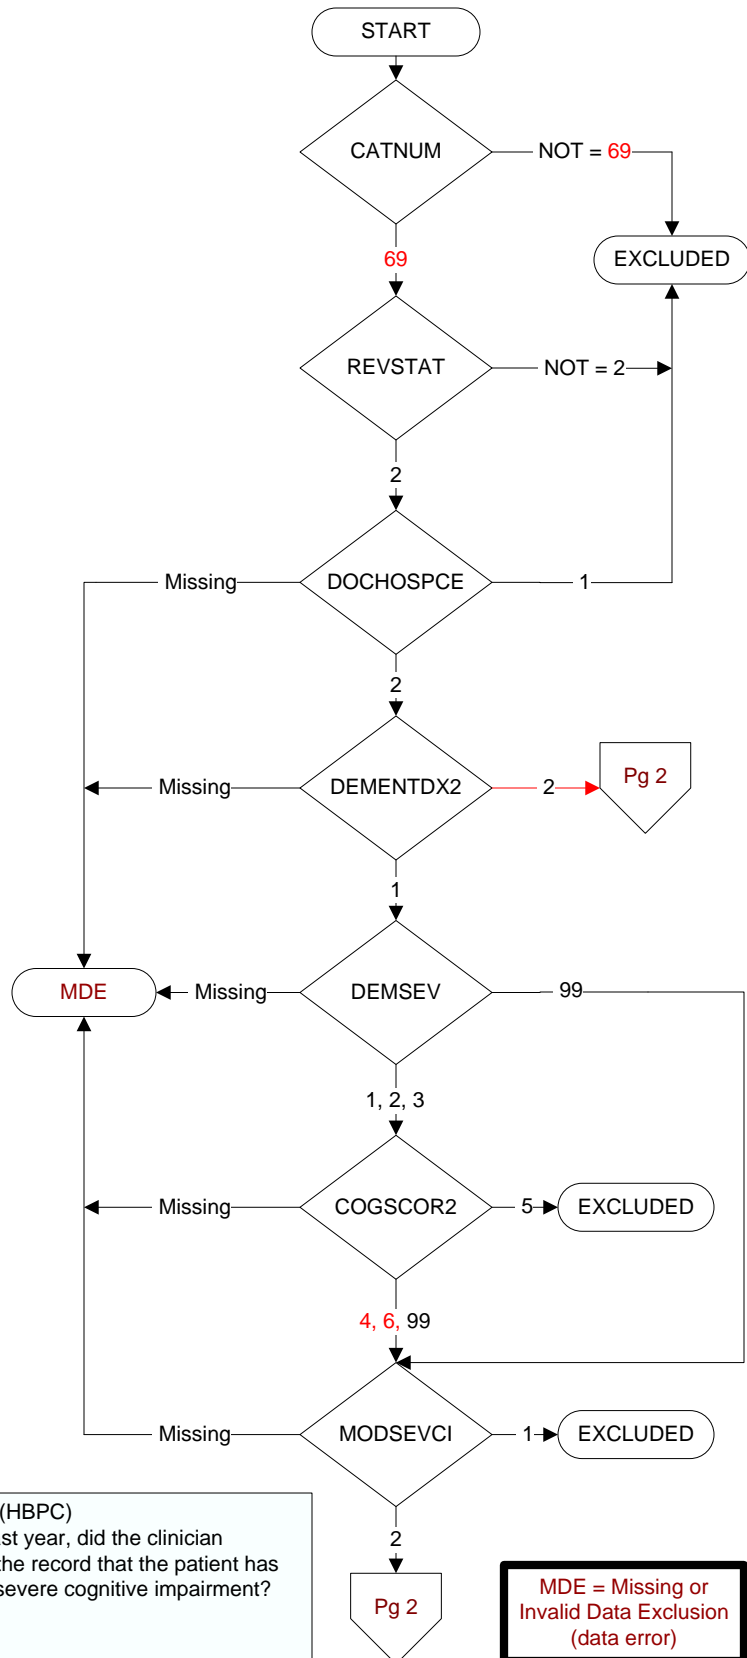 START
CATNUM
NOT = 69
69
EXCLUDED
REVSTAT
NOT = 2
2
Missing
DOCHOSPCE
1
2
Missing
DEMENTDX2
2
Pg 2
1
MDE
Missing
DEMSEV
99
1, 2, 3
Missing
COGSCOR2
5
EXCLUDED
4, 6, 99
Missing
MODSEVCI
1
EXCLUDED
2
Pg 2
(HBPC)
st year, did the clinician
the record that the patient has
severe cognitive impairment?
MDE = Missing or
Invalid Data Exclusion
(data error)